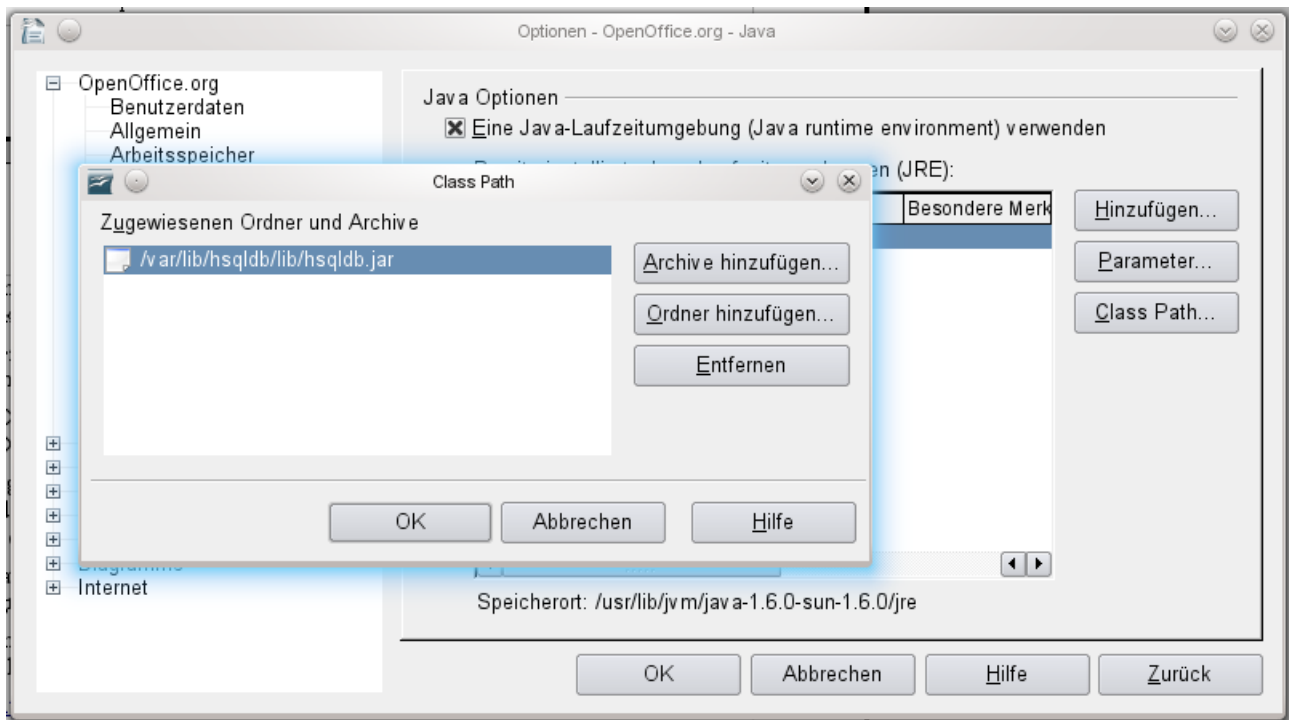 Optionen - OpenOffice.org - Java
OpenOffice.org
Benutzerdaten
Allgemein
Arbeitsspeicher
Internet
Java Optionen
Eine Java-Laufzeitumgebung (Java runtime environment) verwenden
(JRE):
Besondere Merk
Hinzufügen...
Parameter...
Class Path...
Class Path
Zugewiesenen Ordner und Archive
/var/lib/hsqldb/lib/hsqldb.jar
Archive hinzufügen...
Ordner hinzufügen...
Entfernen
OK Abbrechen Hilfe
Speicherort: /usr/lib/jvm/java-1.6.0-sun-1.6.0/jre
OK Abbrechen Hilfe Zurück